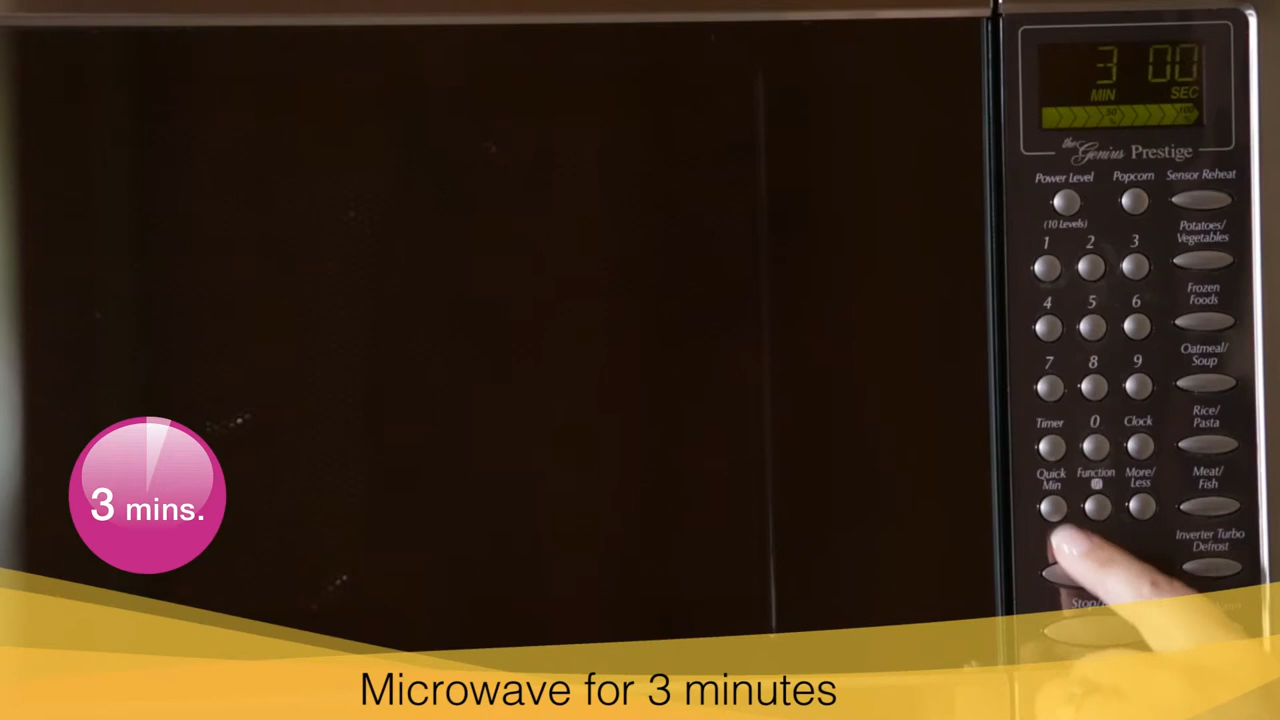 3 00
MIN SEC
50 100
% %
the Genius Prestige
Power Level Popcorn Sensor Reheat
(10 Levels)
Potatoes/
Vegetables
1 2 3
Frozen
Foods
4 5 6
Oatmeal/
Soup
7 8 9
Rice/
Pasta
Timer 0 Clock
Quick
Min
Function
More/
Less
Meat/
Fish
Inverter Turbo
Defrost
3 mins.
Microwave for 3 minutes